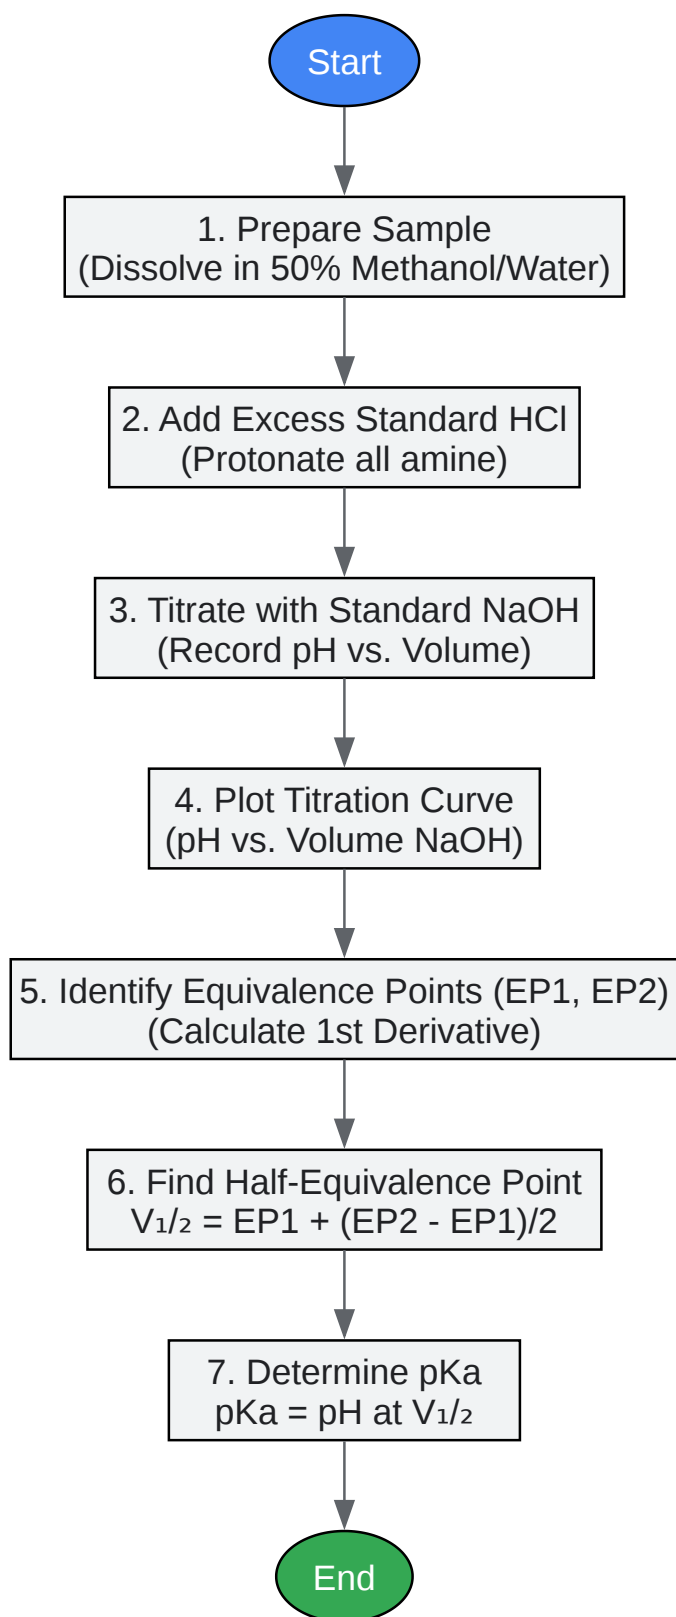 Start
1. Prepare Sample
(Dissolve in 50% Methanol/Water)
2. Add Excess Standard HCl
(Protonate all amine)
3. Titrate with Standard NaOH
(Record pH vs. Volume)
4. Plot Titration Curve
(pH vs. Volume NaOH)
5. Identify Equivalence Points (EP1, EP2)
(Calculate 1st Derivative)
6. Find Half-Equivalence Point
V₁/₂ = EP1 + (EP2 - EP1)/2
7. Determine pKa
pKa = pH at V₁/₂
End